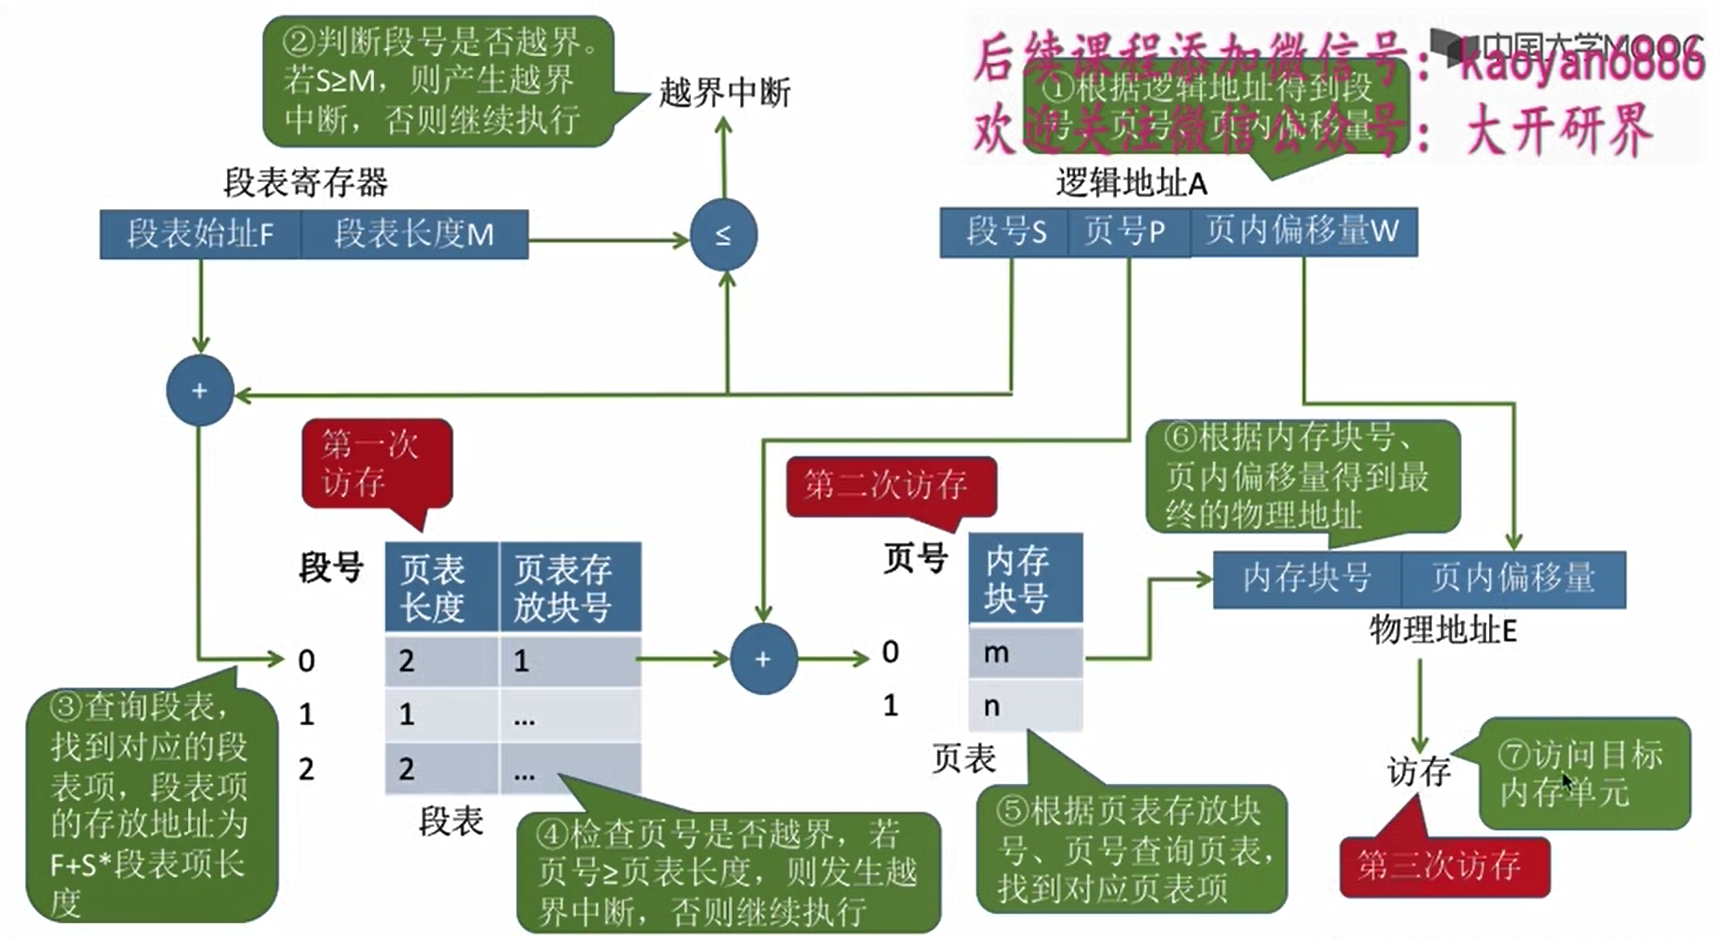 ②判断段号是否越界。
若S≥M，则产生越界
中断，否则继续执行
越界中断
后续课程添加微信号：kaoyan6886
中国大学MOOC
①根据逻辑地址得到段
号、页号、页内偏移量
欢迎关注微信公众号：大开研界
段表寄存器
逻辑地址A
段表始址F
段表长度M
≤
段号S
页号P
页内偏移量W
+
第一次
访存
第二次访存
⑥根据内存块号、
页内偏移量得到最
终的物理地址
段号
页表
长度
页表存
放块号
页号
内存
块号
内存块号
页内偏移量
物理地址E
0
2
1
+
0
m
1
1
...
1
n
2
2
...
段表
页表
③查询段表，
找到对应的段
表项，段表项
的存放地址为
F+S*段表项长
度
④检查页号是否越界，若
页号≥页表长度，则发生越
界中断，否则继续执行
⑤根据页表存放块
号、页号查询页表，
找到对应页表项
访存
⑦访问目标
内存单元
第三次访存